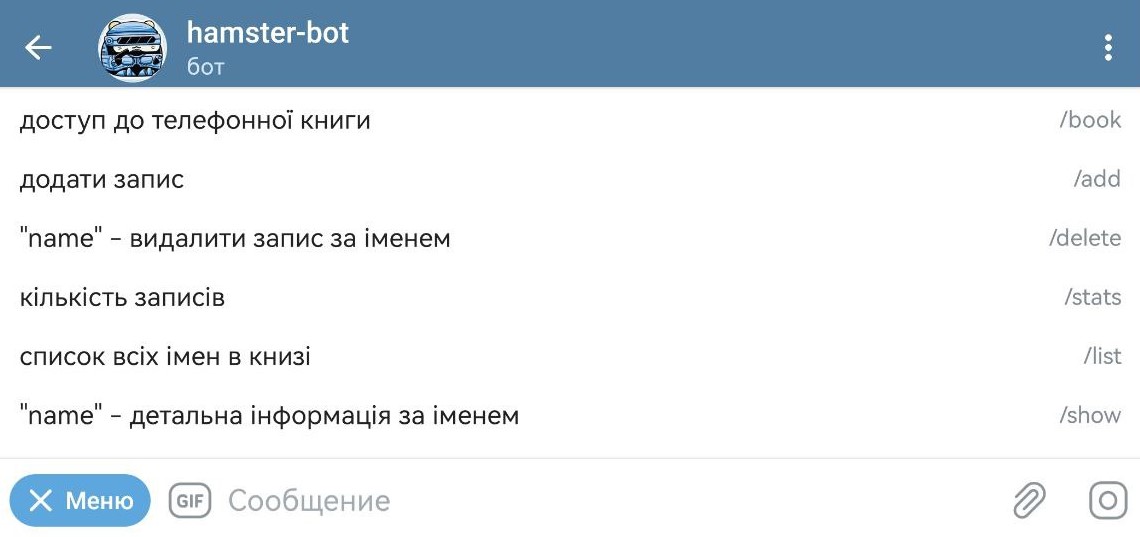 hamster-bot
бот
доступ до телефонної книги /book
додати запис /add
"name" - видалити запис за іменем /delete
кількість записів /stats
список всіх імен в книзі /list
"name" - детальна інформація за іменем /show
Меню GIF Сообщение